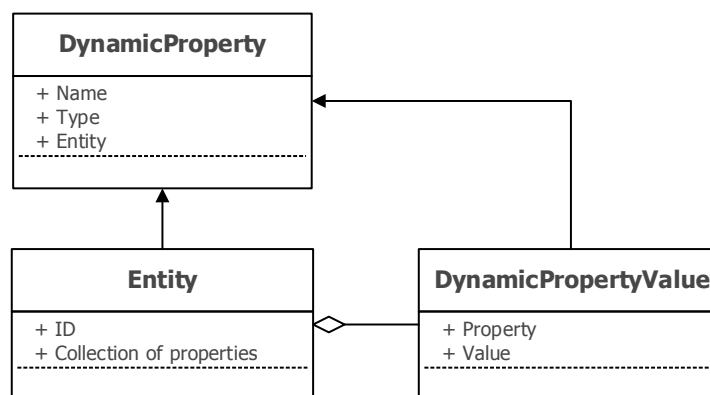 DynamicProperty
+ Name
+ Type
+ Entity
Entity
+ ID
+ Collection of properties
DynamicPropertyValue
+ Property
+ Value